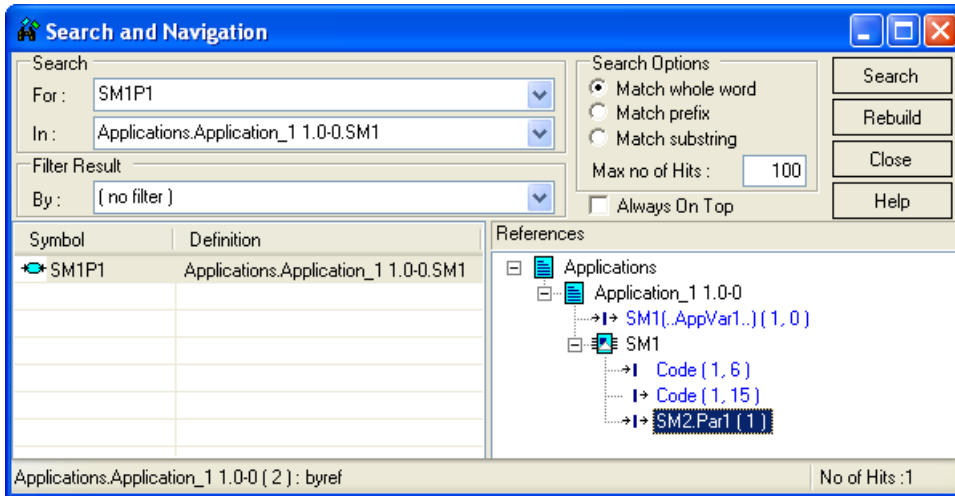 Search and Navigation
Search
For :
SM1P1
In :
Applications.Application_1 1.0-0.SM1
Filter Result
By :
( no filter )
Search Options
Match whole word
Match prefix
Match substring
Max no of Hits :
100
Always On Top
Search
Rebuild
Close
Help
Symbol
Definition
SM1P1
Applications.Application_1 1.0-0.SM1
References
Applications
Application_1 1.0-0
SM1(..AppVar1..) ( 1, 0 )
SM1
Code ( 1, 6 )
Code ( 1, 15 )
SM2.Par1 ( 1 )
Applications.Application_1 1.0-0 ( 2 ) : byref
No of Hits :1